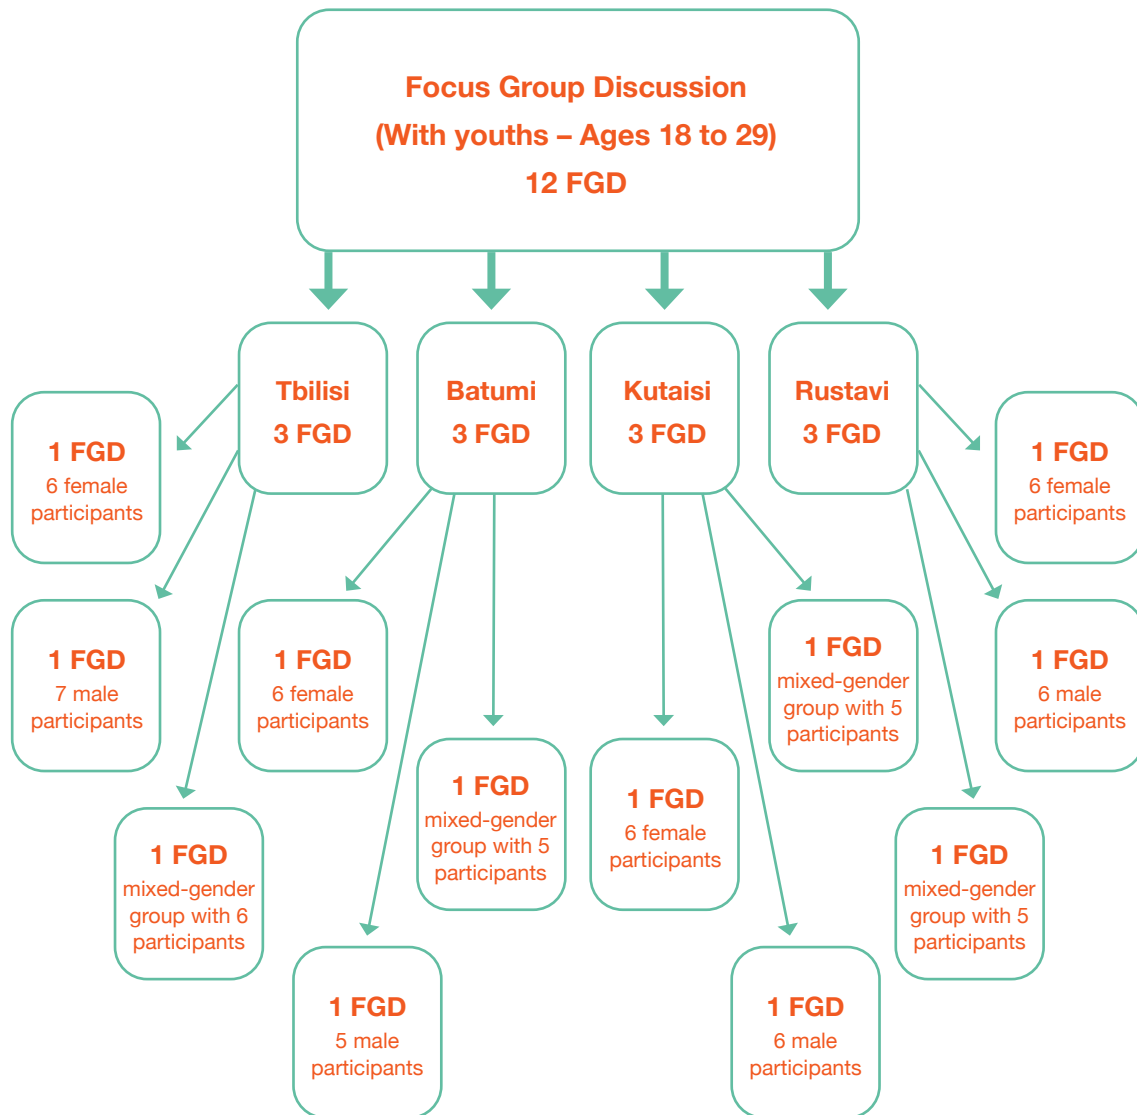 Focus Group Discussion
(With youths – Ages 18 to 29)
12 FGD
Tbilisi
3 FGD
Batumi
3 FGD
Kutaisi
3 FGD
Rustavi
3 FGD
1 FGD
6 female
participants
1 FGD
6 female
participants
1 FGD
7 male
participants
1 FGD
6 female
participants
1 FGD
mixed-gender
group with 5
participants
1 FGD
6 male
participants
1 FGD
mixed-gender
group with 5
participants
1 FGD
6 female
participants
1 FGD
mixed-gender
group with 6
participants
1 FGD
mixed-gender
group with 5
participants
1 FGD
5 male
participants
1 FGD
6 male
participants